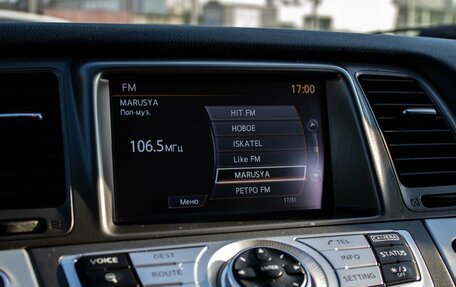 FM
17:00
MARUSYA
Поп-муз.
106.5мгц
HIT FM
НОВОЕ
ISKATEL
Like FM
MARUSYA
РЕТРО FM
Меню
17/31
VOICE
DEST
ROUTE
ENTER
TEL
INFO
SETTING
CAMERA
STATUS